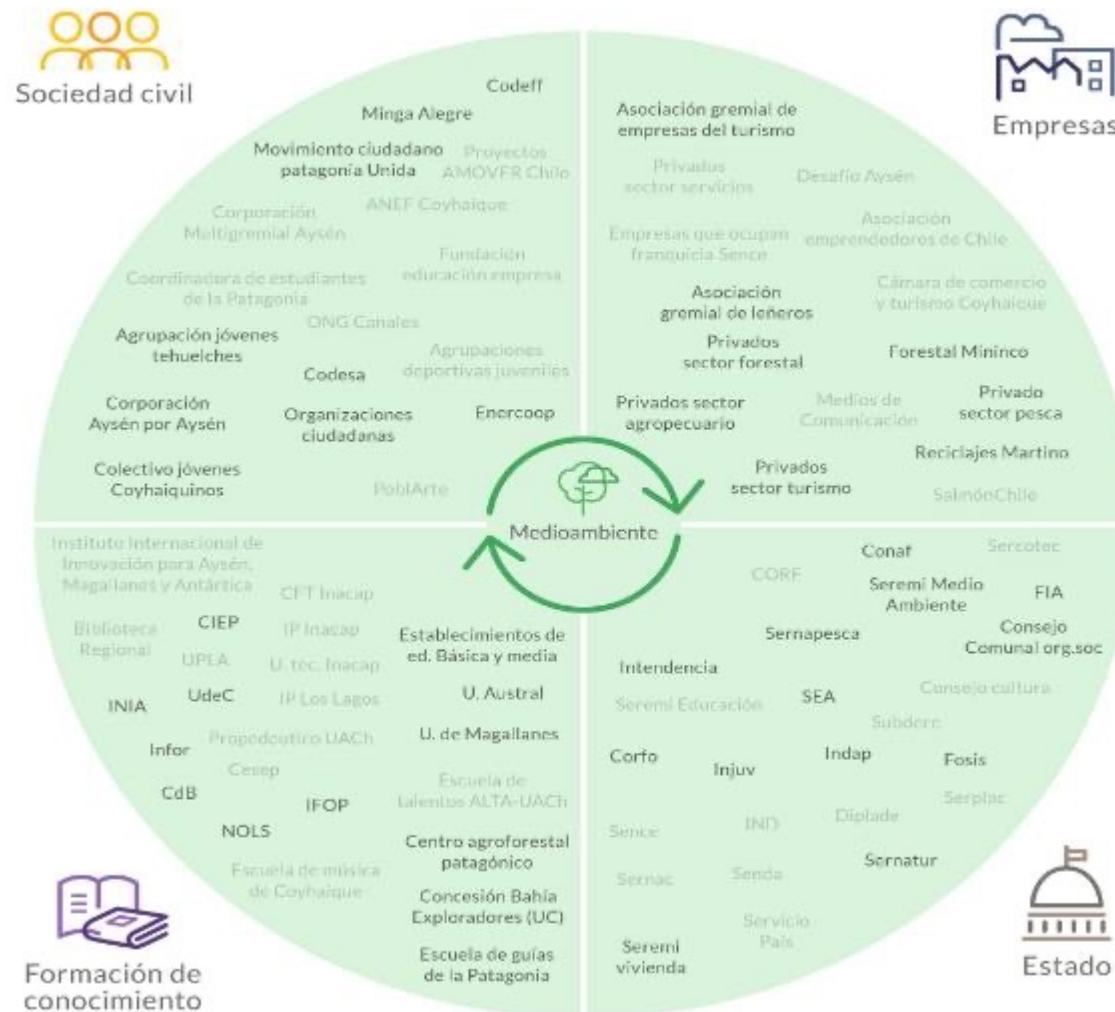 Sociedad civil
Codeff
Minga Alegre
Movimiento ciudadano
patagonía Unida
Proyectos
AMOVER Chile
ANEF Coyhaique
Corporación
Multigremial Aysén
Fundación
educación empresa
Coordinadora de estudiantes
de la Patagonia
ONG Canales
Agrupación jóvenes
tehuelches
Agrupaciones
deportivas juveniles
Codesa
Corporación
Aysén por Aysén
Organizaciones
ciudadanas
Enercoop
Colectivo jóvenes
Coyhaiquinos
PoblArte
Empresas
Asociación gremial de
empresas del turismo
Privados
sector servicios
Desafío Aysén
Empresas que ocupan
franquicia Sence
Asociación
emprendedores de Chile
Asociación
gremial de leñeros
Cámara de comercio
y turismo Coyhaique
Privados
sector forestal
Forestal Mininco
Privados sector
agropecuario
Medios de
Comunicación
Privado
sector pesca
Reciclajes Martino
Privados
sector turismo
SalmónChile
Medioambiente
Instituto Internacional de
Innovación para Aysén,
Magallanes y Antártica
CFT Inacap
Biblioteca
Regional
CIEP
IP Inacap
Establecimientos de
ed. Básica y media
UPLA
U. tec. Inacap
INIA
UdeC
IP Los Lagos
U. Austral
Infor
Propedeutico UACh
U. de Magallanes
Cesep
CdB
IFOP
Escuela de
talentos ALTA-UACh
NOLS
Centro agroforestal
patagónico
Escuela de música
de Coyhaique
Concesión Bahía
Exploradores (UC)
Escuela de guías
de la Patagonia
Formación de
conocimiento
Conaf
Sercotec
CORE
Seremi Medio
Ambiente
FIA
Sernapesca
Consejo
Comunal org.soc
Intendencia
Seremi Educación
SEA
Consejo cultura
Subdere
Corfo
Injuv
Indap
Fosis
Serplac
Sence
IND
Diplade
Sernac
Senda
Sernatur
Servicio
País
Seremi
vivienda
Estado